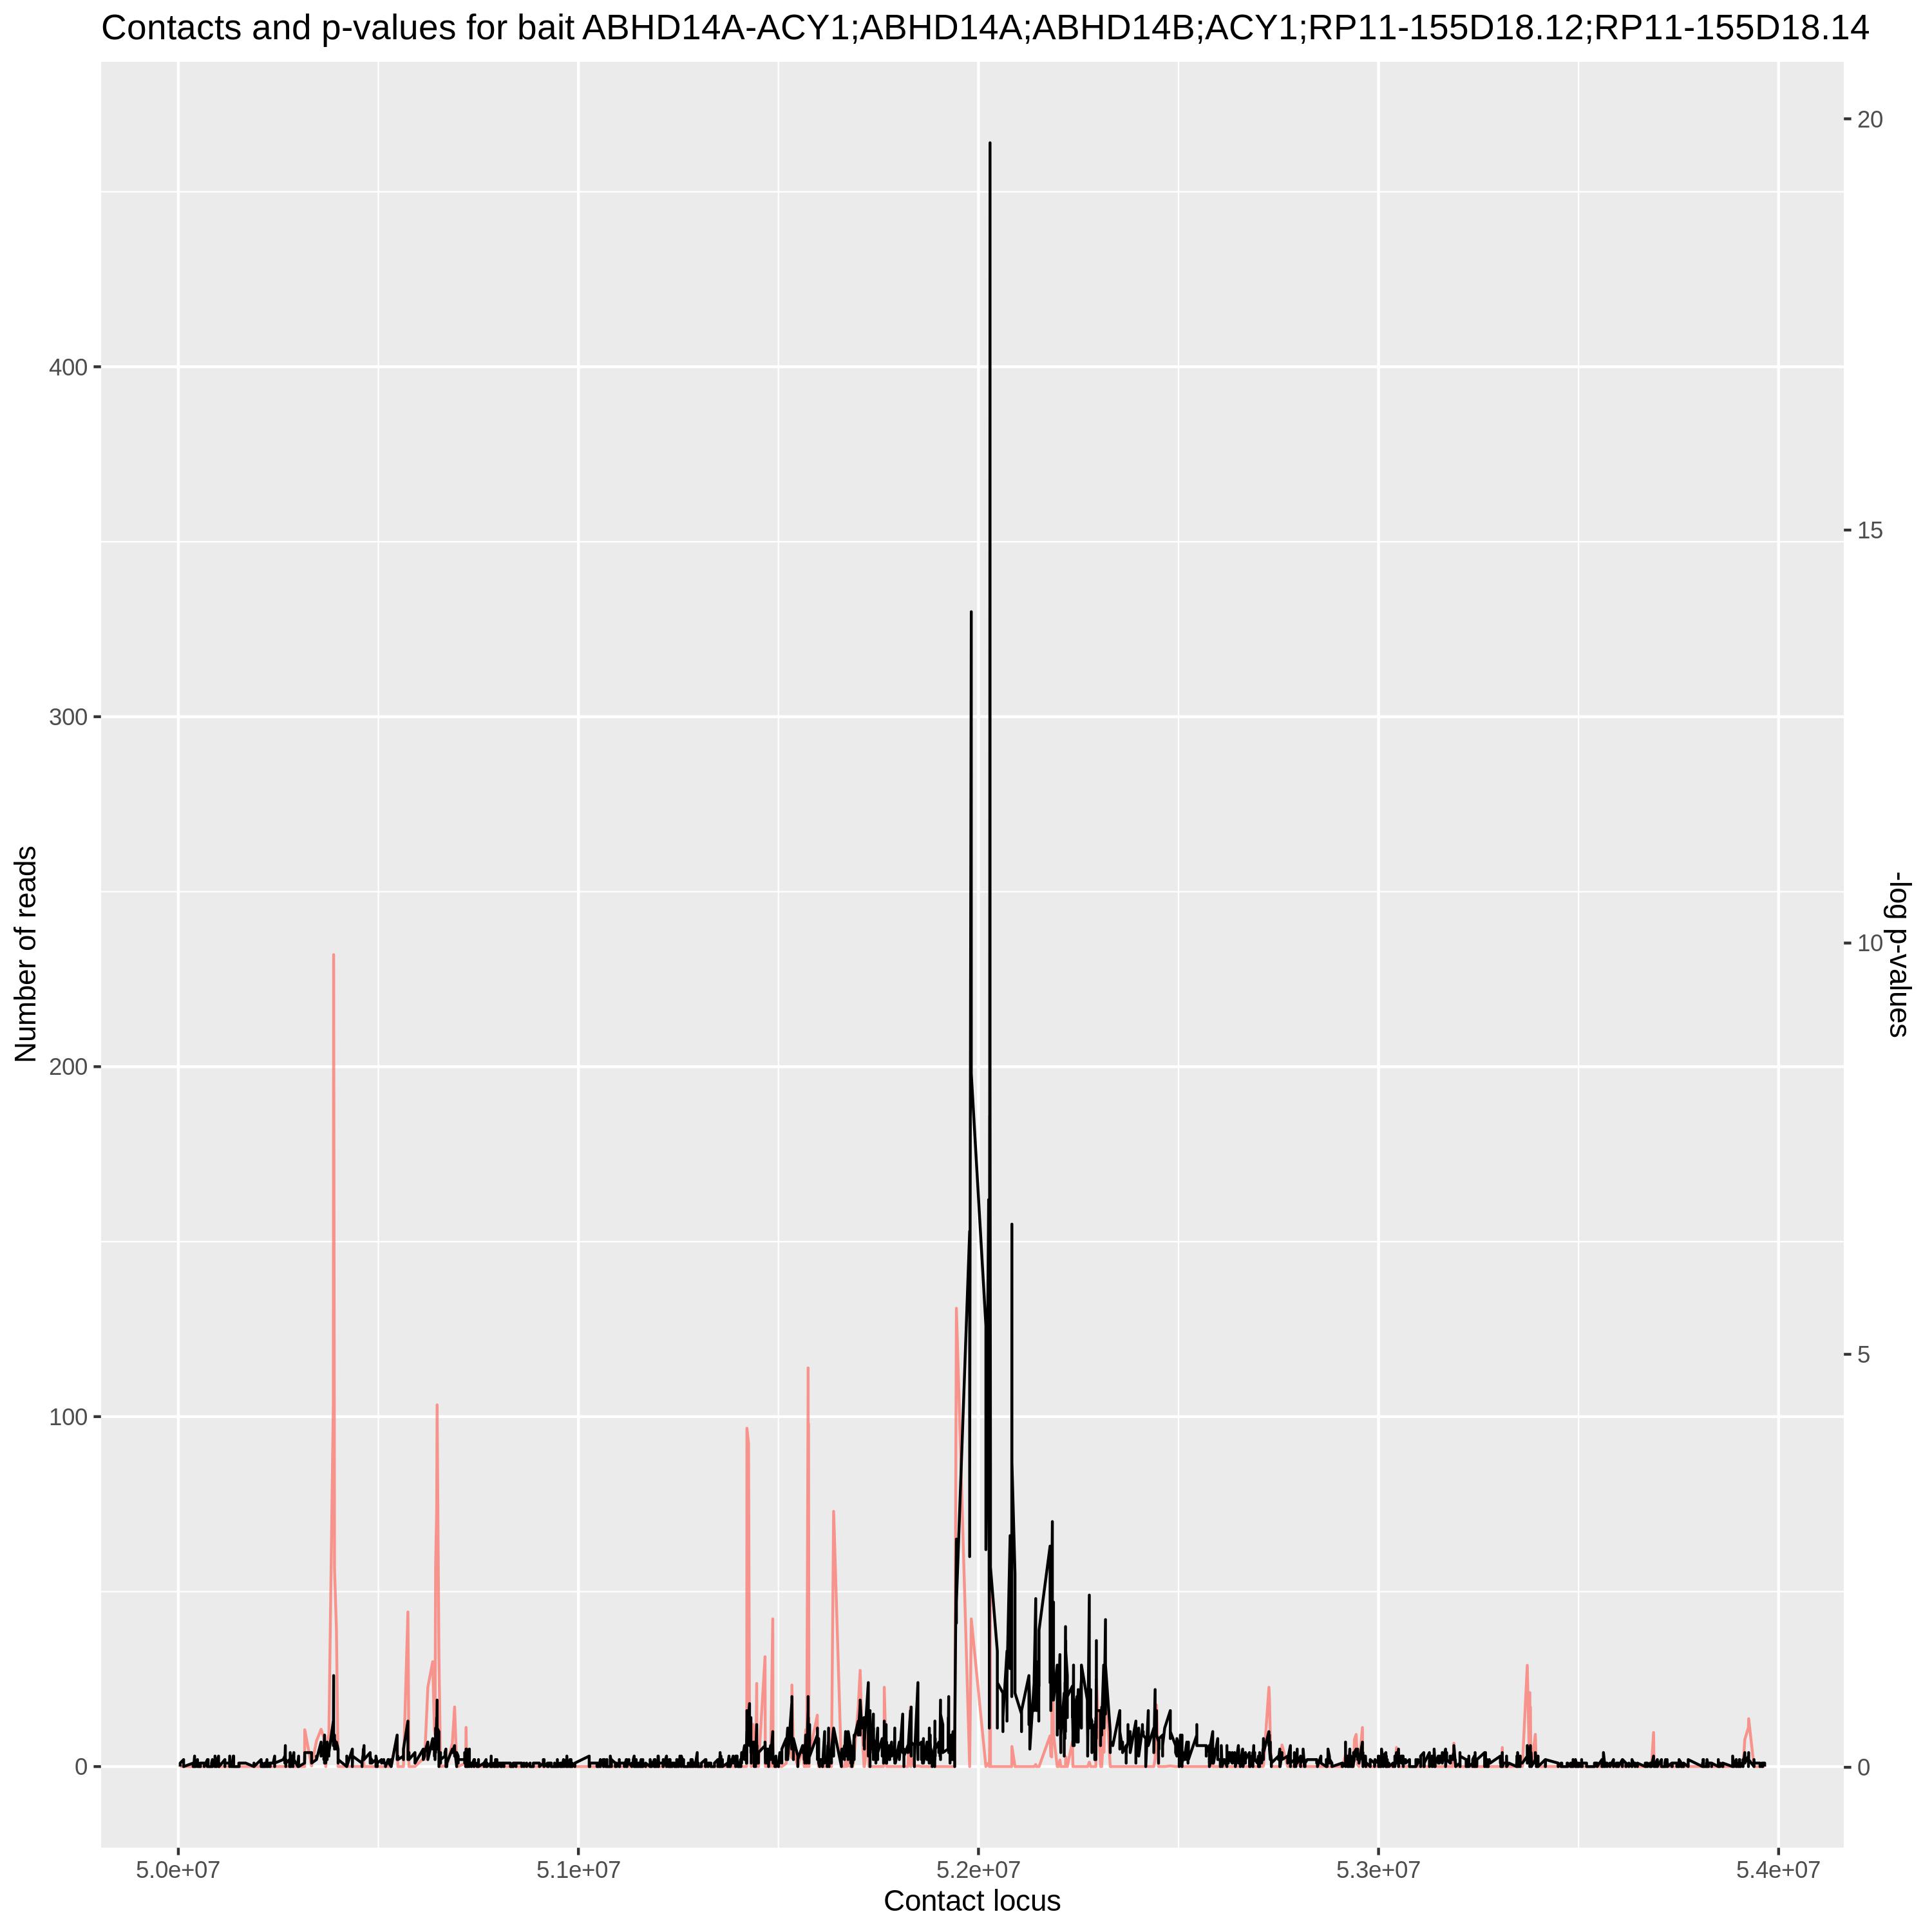 Contacts and p-values for bait ABHD14A-ACY1;ABHD14A;ABHD14B;ACY1;RP11-155D18.12;RP11-155D18.14
20
400
15
300
Number of reads
-log p-values
10
200
5
100
0
0
5.0e+07
5.1e+07
5.2e+07
5.3e+07
5.4e+07
Contact locus